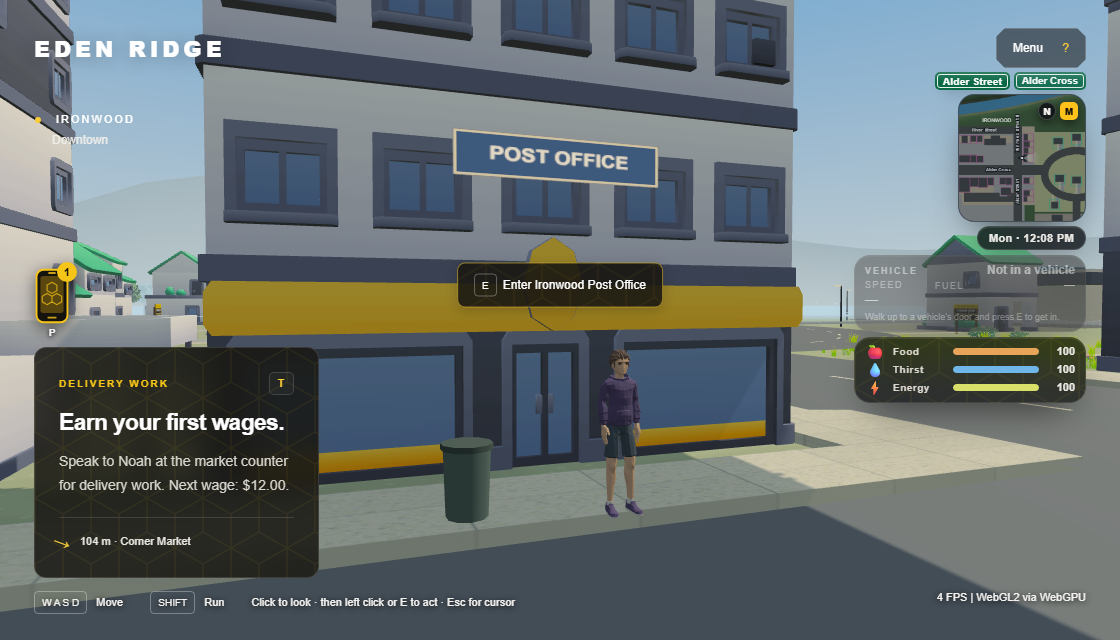 EDEN RIDGE
Menu ?
Alder Street Alder Cross
IRONWOOD
Downtown
N M
IRONWOOD
Alder Cross
POST OFFICE
Mon · 12:08 PM
E Enter Ironwood Post Office
VEHICLE Not in a vehicle
SPEED FUEL —
—
Walk up to a vehicle's door and press E to get in.
1
P
Food 100
Thirst 100
Energy 100
DELIVERY WORK T
Earn your first wages.
Speak to Noah at the market counter
for delivery work. Next wage: $12.00.
104 m · Corner Market
WASD Move SHIFT Run Click to look · then left click or E to act · Esc for cursor
4 FPS | WebGL2 via WebGPU